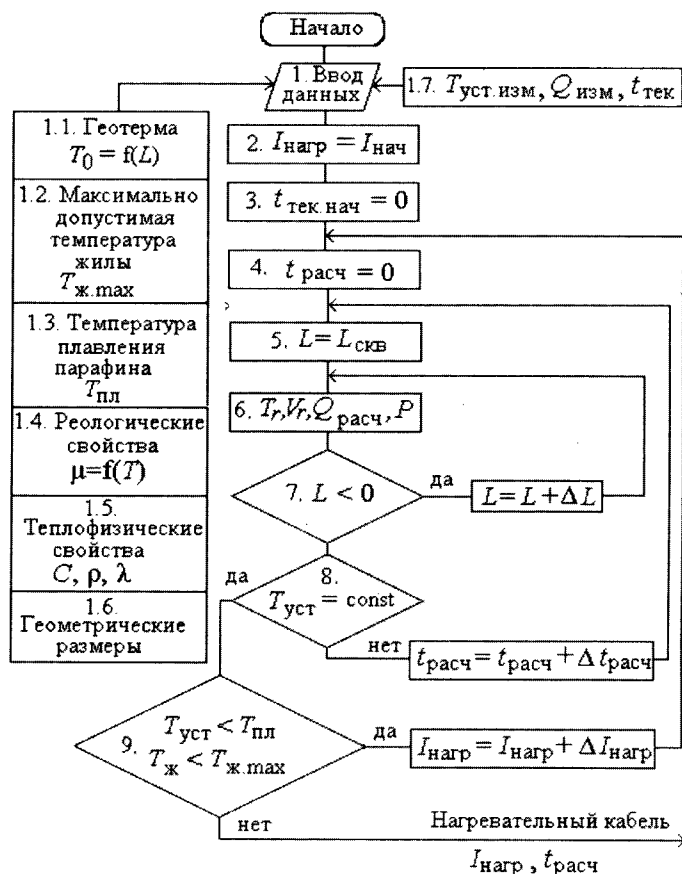 Начало
1. Ввод
данных
1.7. Tуст.изм, Qизм, tтек
1.1. Геотерма
T0 = f(L)
1.2. Максимально
допустимая
температура
жилы
Tж.max
1.3. Температура
плавления
парафина
Tпл
1.4. Реологические
свойства
μ=f(T)
1.5.
Теплофизические
свойства
C, ρ, λ
1.6.
Геометрические
размеры
2. Iнагр = Iнач
3. tтек.нач = 0
4. tрасч = 0
5. L = Lскв
6. Tr, Vr, Qрасч, P
7. L < 0
да
L = L + ΔL
8.
Tуст = const
да
нет
tрасч = tрасч + Δtрасч
9.
Tуст < Tпл
Tж < Tж.max
да
Iнагр = Iнагр + ΔIнагр
нет
Нагревательный кабель
Iнагр, tрасч